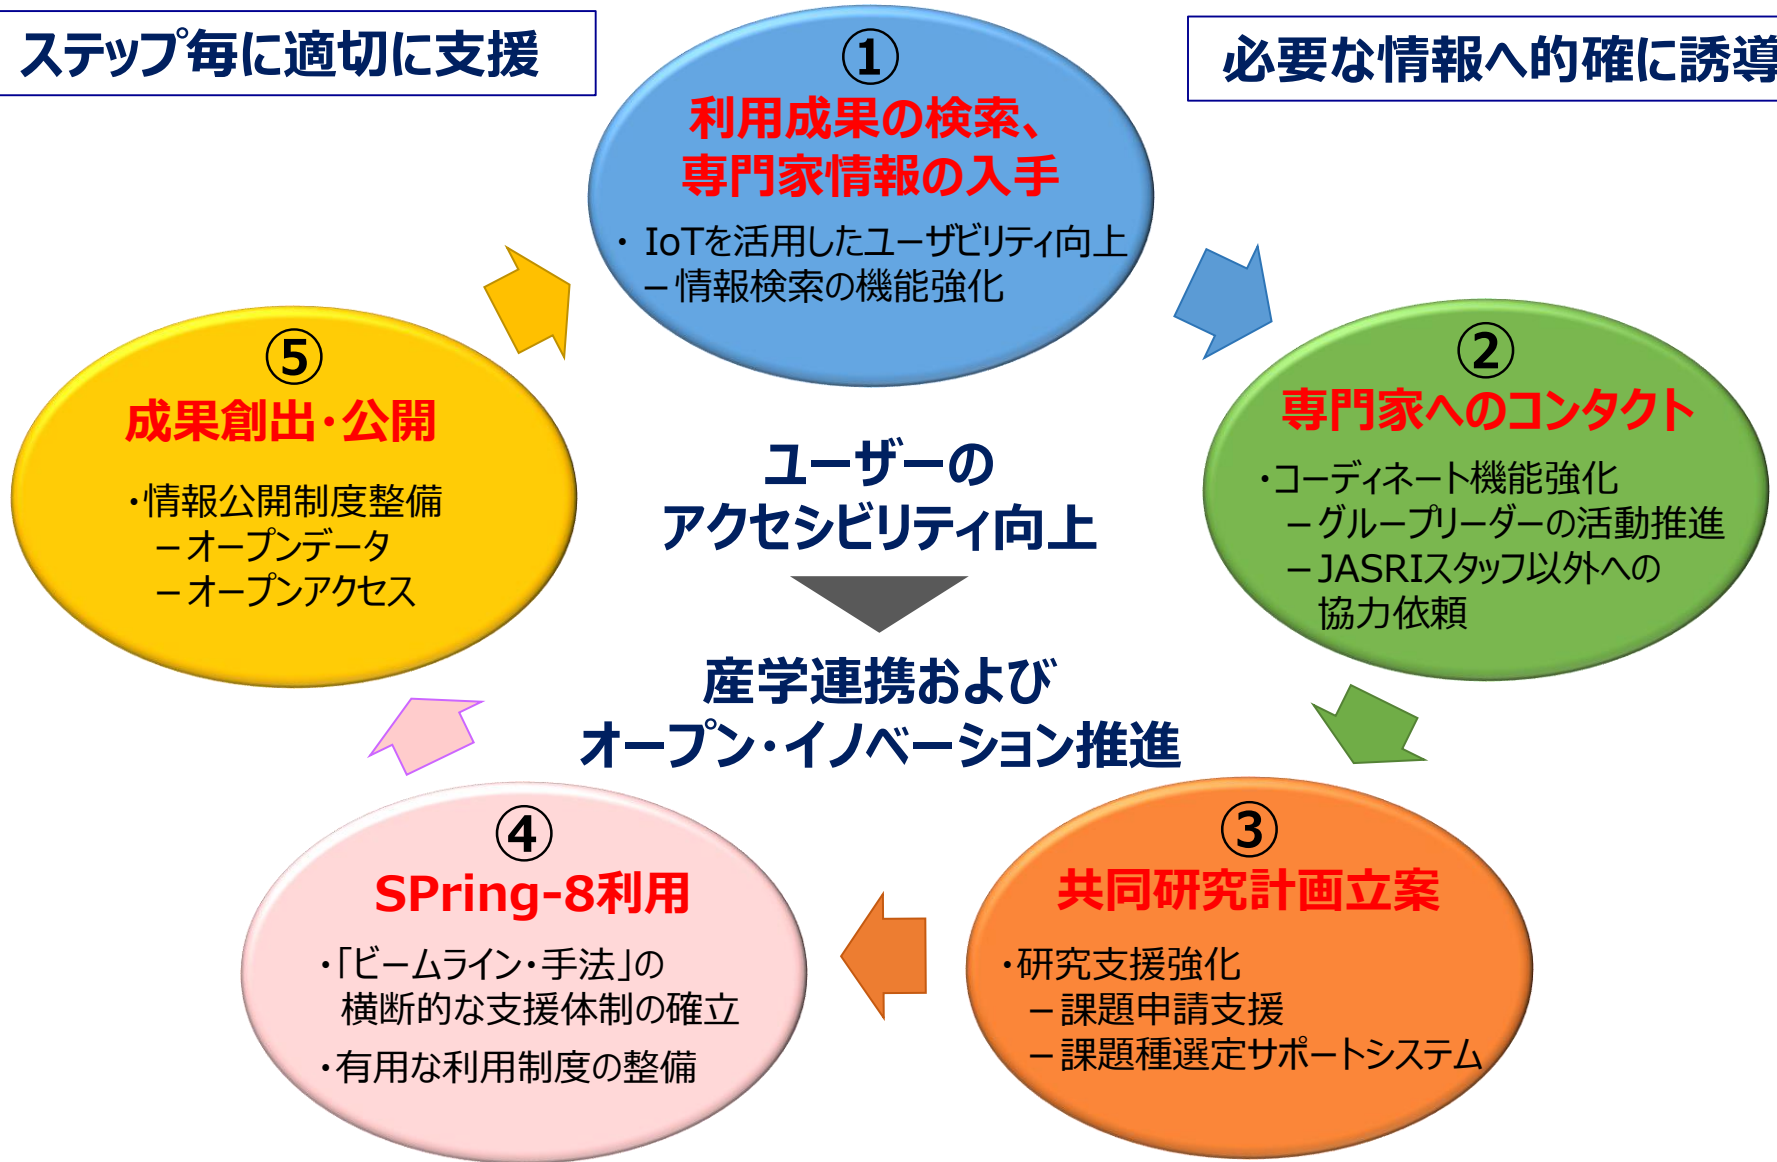 ステップ毎に適切に支援
必要な情報へ的確に誘導
①
利用成果の検索、
専門家情報の入手
・ IoTを活用したユーザビリティ向上
－情報検索の機能強化
②
専門家へのコンタクト
・コーディネート機能強化
－グループリーダーの活動推進
－JASRIスタッフ以外への
協力依頼
③
共同研究計画立案
・研究支援強化
－課題申請支援
－課題種選定サポートシステム
④
SPring-8利用
・「ビームライン・手法」の
横断的な支援体制の確立
・有用な利用制度の整備
⑤
成果創出・公開
・情報公開制度整備
－オープンデータ
－オープンアクセス
ユーザーの
アクセシビリティ向上
産学連携および
オープン・イノベーション推進